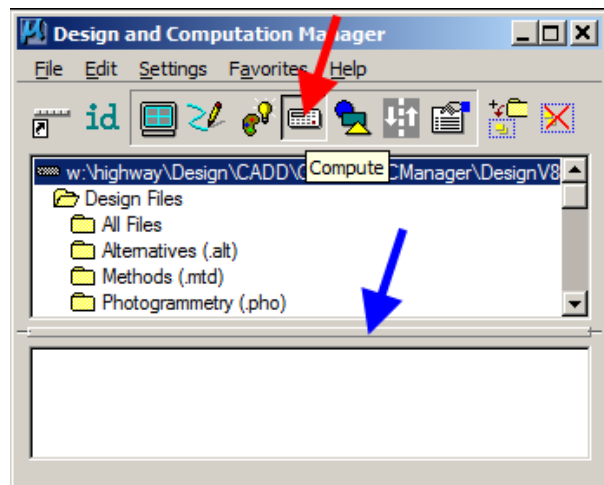 Design and Computation Manager
File Edit Settings Favorites Help
id
w:\highway\Design\CADD\ CManager\DesignV8
Compute
Design Files
All Files
Alternatives (.alt)
Methods (.mtd)
Photogrammetry (.pho)